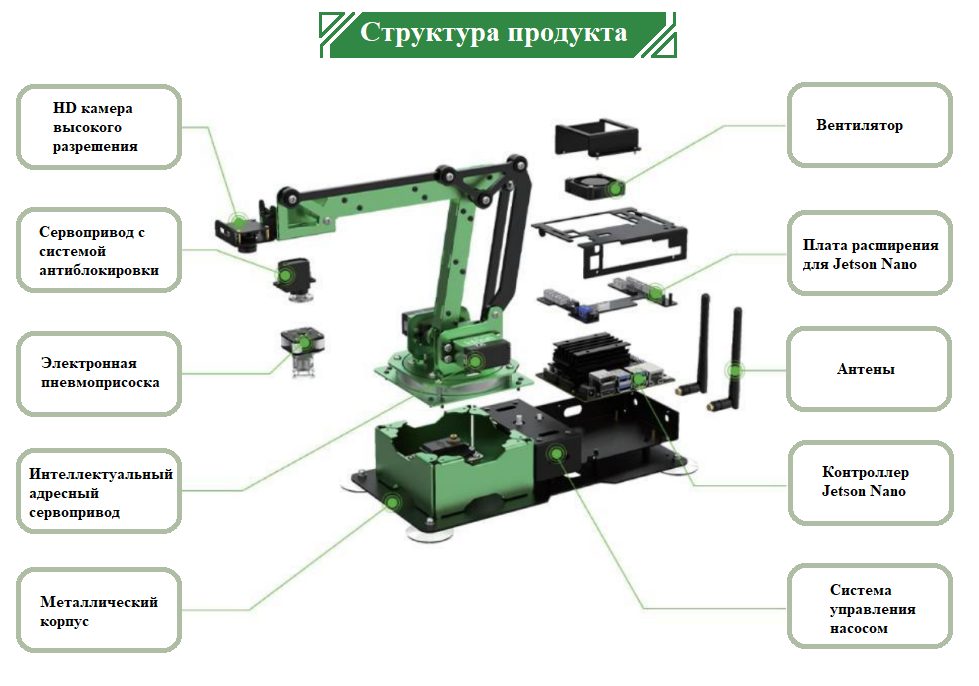 Структура продукта
HD камера
высокого
разрешения
Сервопривод с
системой
антиблокировки
Электронная
пневмоприсоска
Интеллектуальный
адресный
сервопривод
Металлический
корпус
Вентилятор
Плата расширения
для Jetson Nano
Антены
Контроллер
Jetson Nano
Система
управления
насосом